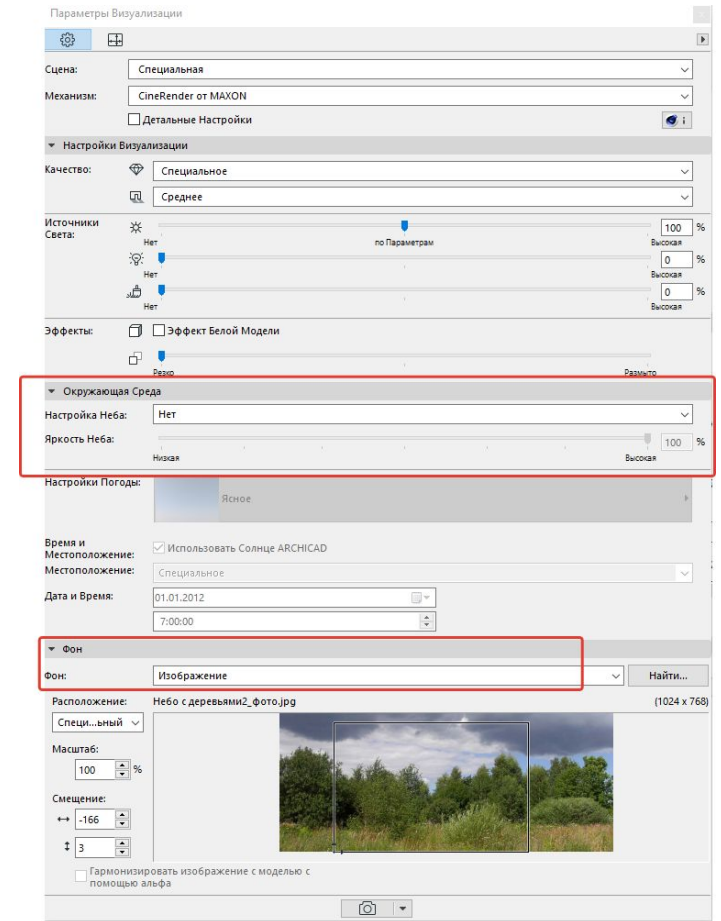 Параметры Визуализации
Сцена: Специальная
Механизм: CineRender от MAXON
Детальные Настройки
i
Настройки Визуализации
Качество: Специальное
Среднее
Источники Света: 100 %
Нет по Параметрам Высокая
0 %
Нет Высокая
0 %
Нет Высокая
Эффекты: Эффект Белой Модели
Резко Размыто
Окружающая Среда
Настройка Неба: Нет
Яркость Неба: 100 %
Низкая Высокая
Настройки Погоды: Ясное
Время и Местоположение: Использовать Солнце ARCHICAD
Местоположение: Специальное
Дата и Время: 01.01.2012
7:00:00
Фон
Фон: Изображение Найти...
Расположение: Небо с деревьями2_фото.jpg (1024 x 768)
Специ...ьный
Масштаб:
100 %
Смещение:
-166
3
Гармонизировать изображение с моделью с
помощью альфа